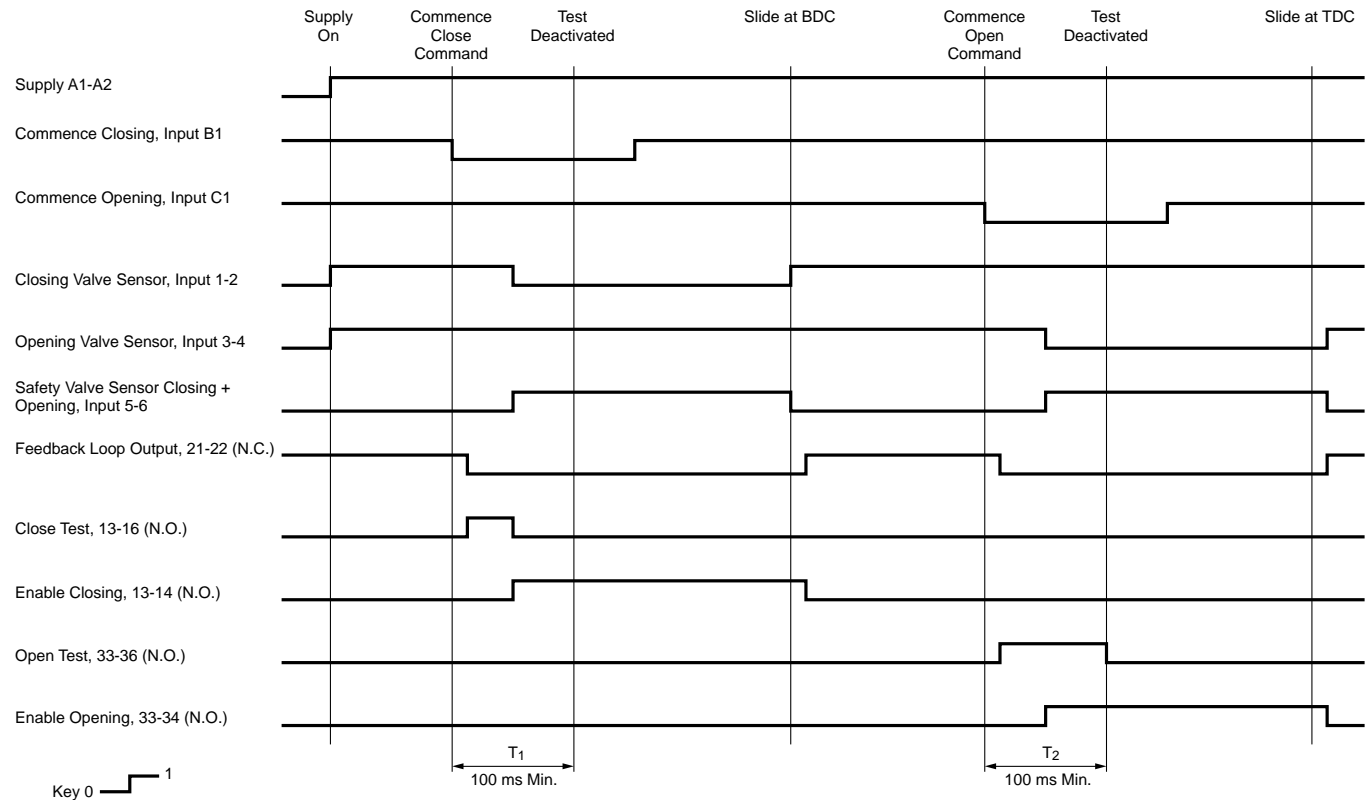 Supply
On
Commence
Close
Command
Test
Deactivated
Slide at BDC
Commence
Open
Command
Test
Deactivated
Slide at TDC
Supply A1-A2
Commence Closing, Input B1
Commence Opening, Input C1
Closing Valve Sensor, Input 1-2
Opening Valve Sensor, Input 3-4
Safety Valve Sensor Closing +
Opening, Input 5-6
Feedback Loop Output, 21-22 (N.C.)
Close Test, 13-16 (N.O.)
Enable Closing, 13-14 (N.O.)
Open Test, 33-36 (N.O.)
Enable Opening, 33-34 (N.O.)
T1
100 ms Min.
T2
100 ms Min.
Key 0 1